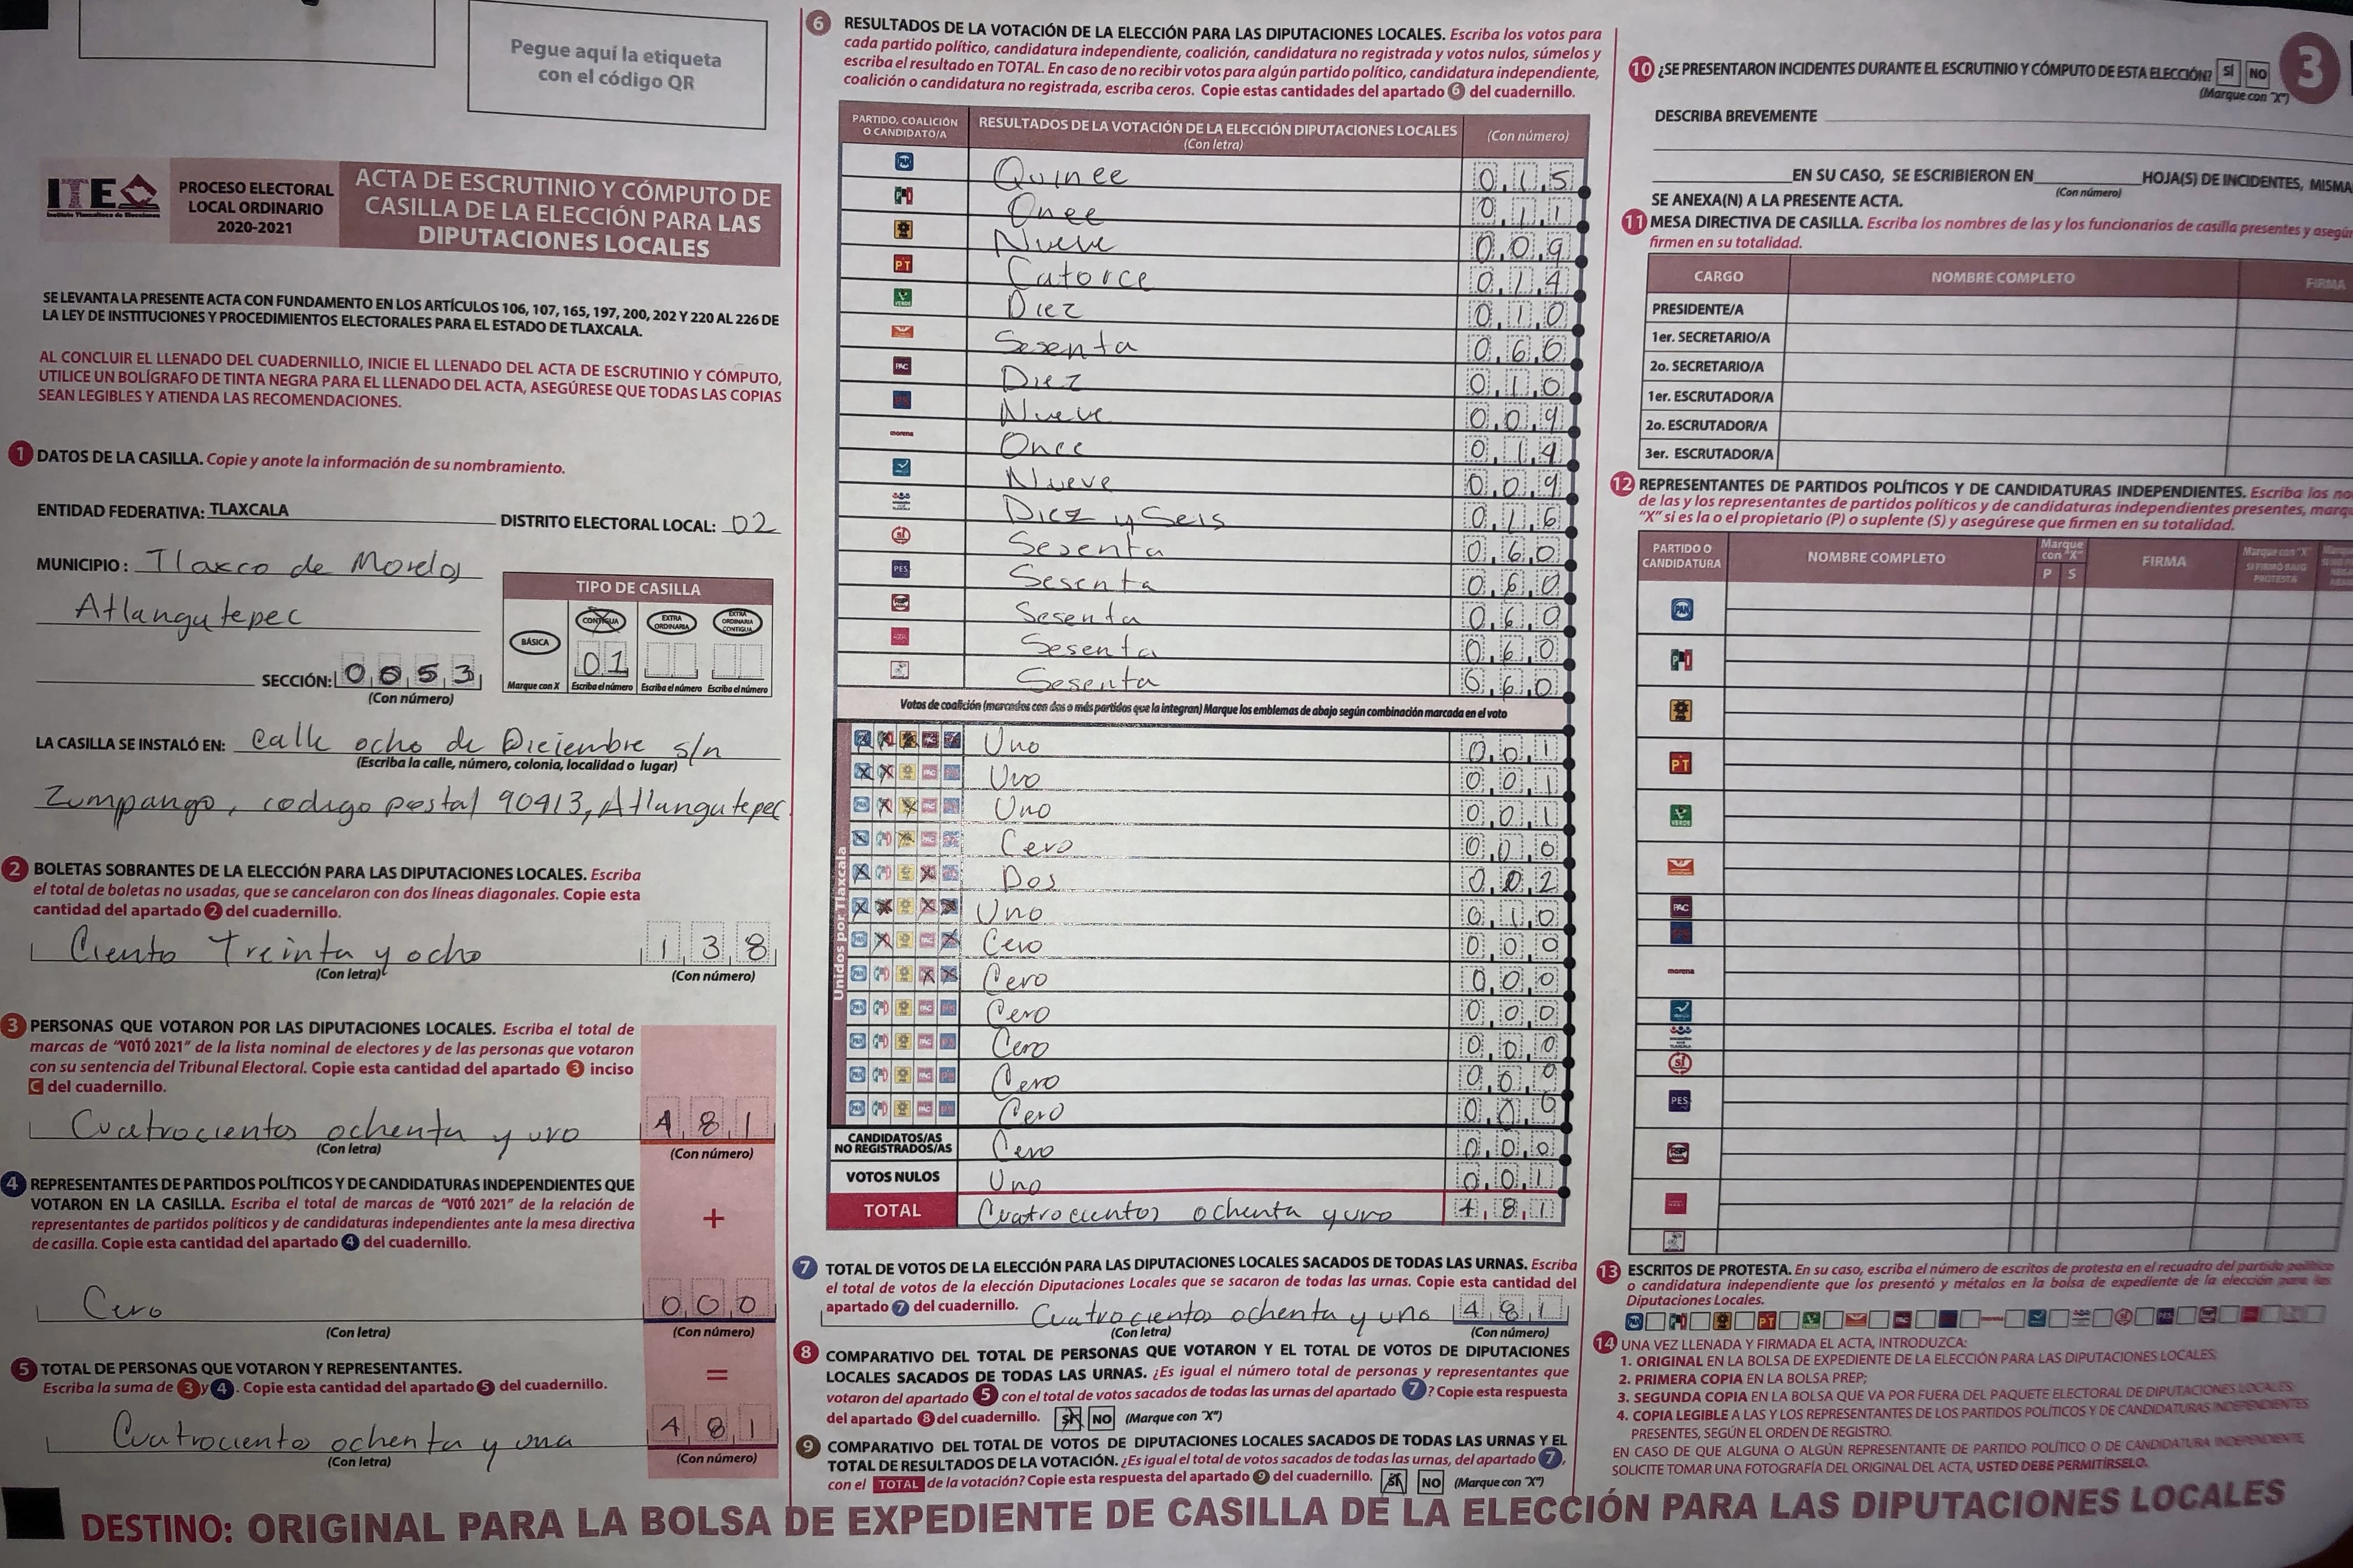 Pegue aquí la etiqueta
con el código QR
ITE
Instituto Tlaxcalteca de Elecciones
PROCESO ELECTORAL
LOCAL ORDINARIO
2020-2021
ACTA DE ESCRUTINIO Y CÓMPUTO DE
CASILLA DE LA ELECCIÓN PARA LAS
DIPUTACIONES LOCALES
SE LEVANTA LA PRESENTE ACTA CON FUNDAMENTO EN LOS ARTÍCULOS 106, 107, 165, 197, 200, 202 Y 220 AL 226 DE
LA LEY DE INSTITUCIONES Y PROCEDIMIENTOS ELECTORALES PARA EL ESTADO DE TLAXCALA.
AL CONCLUIR EL LLENADO DEL CUADERNILLO, INICIE EL LLENADO DEL ACTA DE ESCRUTINIO Y CÓMPUTO,
UTILICE UN BOLÍGRAFO DE TINTA NEGRA PARA EL LLENADO DEL ACTA, ASEGÚRESE QUE TODAS LAS COPIAS
SEAN LEGIBLES Y ATIENDA LAS RECOMENDACIONES.
1 DATOS DE LA CASILLA. Copie y anote la información de su nombramiento.
ENTIDAD FEDERATIVA: TLAXCALA DISTRITO ELECTORAL LOCAL: 02
MUNICIPIO: Tlaxco de Morelos
Atlangatepec
SECCIÓN: 0053
(Con número)
TIPO DE CASILLA
BÁSICA CONTIGUA EXTRA ORDINARIA EXTRA ORDINARIA CONTIGUA
01
Marque con X Escriba el número Escriba el número Escriba el número
LA CASILLA SE INSTALÓ EN: Calle ocho de Diciembre s/n
(Escriba la calle, número, colonia, localidad o lugar)
Zumpango, codigo postal 90413, Atlangatepec.
2 BOLETAS SOBRANTES DE LA ELECCIÓN PARA LAS DIPUTACIONES LOCALES. Escriba
el total de boletas no usadas, que se cancelaron con dos líneas diagonales. Copie esta
cantidad del apartado 2 del cuadernillo.
Ciento Treinta y ocho 138
(Con letra) (Con número)
3 PERSONAS QUE VOTARON POR LAS DIPUTACIONES LOCALES. Escriba el total de
marcas de "VOTÓ 2021" de la lista nominal de electores y de las personas que votaron
con su sentencia del Tribunal Electoral. Copie esta cantidad del apartado 3 inciso
C del cuadernillo.
Cuatrocientos ochenta y uno 481
(Con letra) (Con número)
4 REPRESENTANTES DE PARTIDOS POLÍTICOS Y DE CANDIDATURAS INDEPENDIENTES QUE
VOTARON EN LA CASILLA. Escriba el total de marcas de "VOTÓ 2021" de la relación de
representantes de partidos políticos y de candidaturas independientes ante la mesa directiva
de casilla. Copie esta cantidad del apartado 4 del cuadernillo.
+
Cero 000
(Con letra) (Con número)
5 TOTAL DE PERSONAS QUE VOTARON Y REPRESENTANTES.
Escriba la suma de 3 y 4. Copie esta cantidad del apartado 5 del cuadernillo.
=
Cuatrociento ochenta y una 481
(Con letra) (Con número)
6 RESULTADOS DE LA VOTACIÓN DE LA ELECCIÓN PARA LAS DIPUTACIONES LOCALES. Escriba los votos para
cada partido político, candidatura independiente, coalición, candidatura no registrada y votos nulos, súmelos y
escriba el resultado en TOTAL. En caso de no recibir votos para algún partido político, candidatura independiente,
coalición o candidatura no registrada, escriba ceros. Copie estas cantidades del apartado 6 del cuadernillo.
PARTIDO, COALICIÓN O CANDIDATO/A RESULTADOS DE LA VOTACIÓN DE LA ELECCIÓN DIPUTACIONES LOCALES (Con letra) (Con número)
PAN Quince 015
PRI Once 011
Nueve 009
PT Catorce 014
VERDE Diez 010
Sesenta 060
PAC Diez 010
PS Nueve 009
morena Once 014
Nueve 009
Diez y Seis 016
sí Sesenta 060
PES Sesenta 060
RSP Sesenta 060
Sesenta 060
Sesenta 060
Votos de coalición (marcados con dos o más partidos que la integran) Marque los emblemas de abajo según combinación marcada en el voto
Unidos por Tlaxcala
Uno 001
Uno 001
Uno 001
Cero 000
Dos 002
Uno 010
Cero 000
Cero 000
Cero 000
Cero 000
Cero 000
Cero 000
CANDIDATOS/AS NO REGISTRADOS/AS Cero 000
VOTOS NULOS Uno 001
TOTAL Cuatrocientos ochenta y uno 481
7 TOTAL DE VOTOS DE LA ELECCIÓN PARA LAS DIPUTACIONES LOCALES SACADOS DE TODAS LAS URNAS. Escriba
el total de votos de la elección Diputaciones Locales que se sacaron de todas las urnas. Copie esta cantidad del
apartado 7 del cuadernillo. Cuatrocientos ochenta y uno 481
(Con letra) (Con número)
8 COMPARATIVO DEL TOTAL DE PERSONAS QUE VOTARON Y EL TOTAL DE VOTOS DE DIPUTACIONES
LOCALES SACADOS DE TODAS LAS URNAS. ¿Es igual el número total de personas y representantes que
votaron del apartado 5 con el total de votos sacados de todas las urnas del apartado 7? Copie esta respuesta
del apartado 8 del cuadernillo. SÍ NO (Marque con "X")
9 COMPARATIVO DEL TOTAL DE VOTOS DE DIPUTACIONES LOCALES SACADOS DE TODAS LAS URNAS Y EL
TOTAL DE RESULTADOS DE LA VOTACIÓN. ¿Es igual el total de votos sacados de todas las urnas, del apartado 7,
con el TOTAL de la votación? Copie esta respuesta del apartado 9 del cuadernillo. SÍ NO (Marque con "X")
3
10 ¿SE PRESENTARON INCIDENTES DURANTE EL ESCRUTINIO Y CÓMPUTO DE ESTA ELECCIÓN? SÍ NO
(Marque con "X")
DESCRIBA BREVEMENTE
EN SU CASO, SE ESCRIBIERON EN HOJA(S) DE INCIDENTES, MISMA
(Con número)
SE ANEXA(N) A LA PRESENTE ACTA.
11 MESA DIRECTIVA DE CASILLA. Escriba los nombres de las y los funcionarios de casilla presentes y asegú
firmen en su totalidad.
CARGO NOMBRE COMPLETO FIRMA
PRESIDENTE/A
1er. SECRETARIO/A
2o. SECRETARIO/A
1er. ESCRUTADOR/A
2o. ESCRUTADOR/A
3er. ESCRUTADOR/A
12 REPRESENTANTES DE PARTIDOS POLÍTICOS Y DE CANDIDATURAS INDEPENDIENTES. Escriba los no
de las y los representantes de partidos políticos y de candidaturas independientes presentes, marq
"X" si es la o el propietario (P) o suplente (S) y asegúrese que firmen en su totalidad.
PARTIDO O CANDIDATURA NOMBRE COMPLETO Marque con "X" P S FIRMA Marque con "X" SI FIRMÓ BAJO PROTESTA
PAN
PRI
PT
VERDE
PAC
morena
sí
PES
RSP
13 ESCRITOS DE PROTESTA. En su caso, escriba el número de escritos de protesta en el recuadro del partido político
o candidatura independiente que los presentó y métalos en la bolsa de expediente de la elección para las
Diputaciones Locales.
14 UNA VEZ LLENADA Y FIRMADA EL ACTA, INTRODUZCA:
1. ORIGINAL EN LA BOLSA DE EXPEDIENTE DE LA ELECCIÓN PARA LAS DIPUTACIONES LOCALES;
2. PRIMERA COPIA EN LA BOLSA PREP;
3. SEGUNDA COPIA EN LA BOLSA QUE VA POR FUERA DEL PAQUETE ELECTORAL DE DIPUTACIONES LOCALES
4. COPIA LEGIBLE A LAS Y LOS REPRESENTANTES DE LOS PARTIDOS POLÍTICOS Y DE CANDIDATURAS INDEPENDIENTES
PRESENTES, SEGÚN EL ORDEN DE REGISTRO.
EN CASO DE QUE ALGUNA O ALGÚN REPRESENTANTE DE PARTIDO POLÍTICO O DE CANDIDATURA INDEPENDIENTE,
SOLICITE TOMAR UNA FOTOGRAFÍA DEL ORIGINAL DEL ACTA, USTED DEBE PERMITÍRSELO.
DESTINO: ORIGINAL PARA LA BOLSA DE EXPEDIENTE DE CASILLA DE LA ELECCIÓN PARA LAS DIPUTACIONES LOCALES